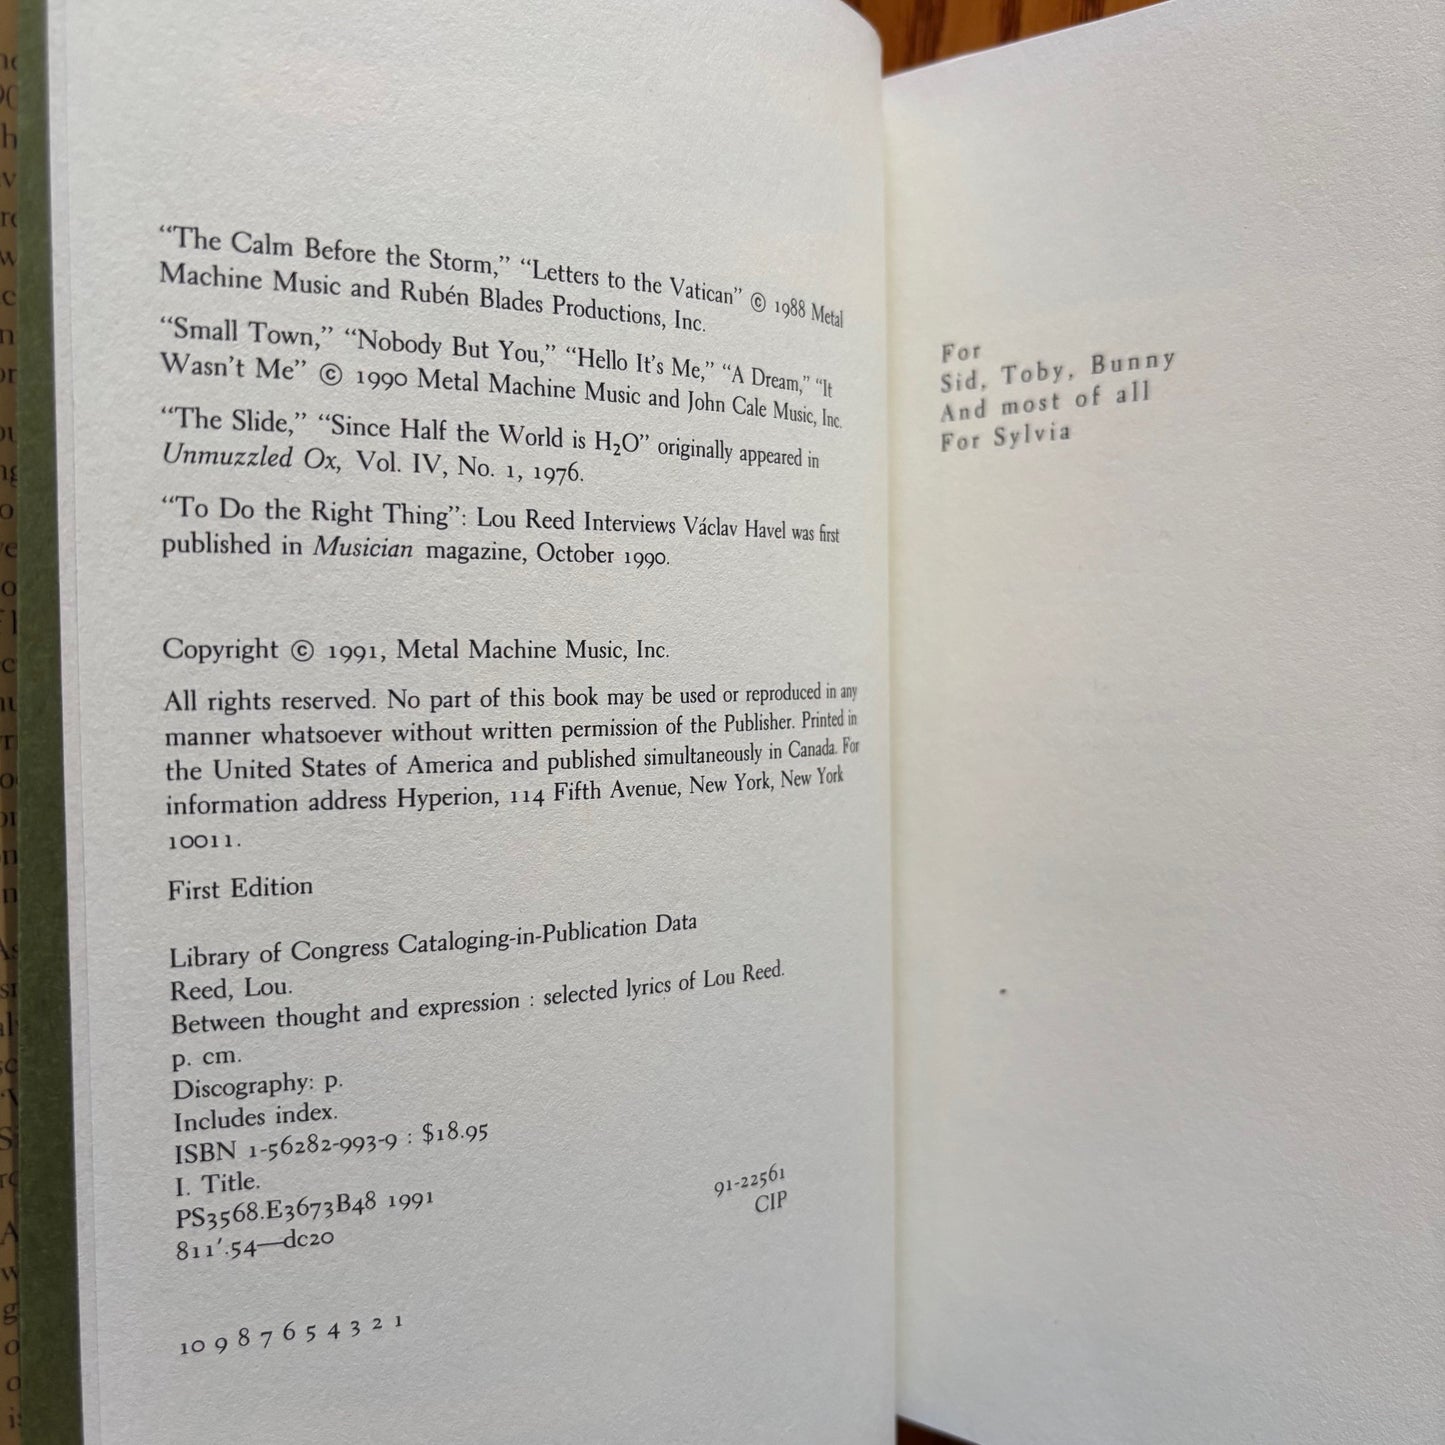 “The Calm Before the Storm,” “Letters to the Vatican” © 1988 Metal
Machine Music and Rubén Blades Productions, Inc.
“Small Town,” “Nobody But You,” “Hello It’s Me,” “A Dream,” “It
Wasn’t Me” © 1990 Metal Machine Music and John Cale Music, Inc.
“The Slide,” “Since Half the World is H₂O” originally appeared in
Unmuzzled Ox, Vol. IV, No. 1, 1976.
“To Do the Right Thing”: Lou Reed Interviews Václav Havel was first
published in Musician magazine, October 1990.
Copyright © 1991, Metal Machine Music, Inc.
All rights reserved. No part of this book may be used or reproduced in any
manner whatsoever without written permission of the Publisher. Printed in
the United States of America and published simultaneously in Canada. For
information address Hyperion, 114 Fifth Avenue, New York, New York
10011.
First Edition
Library of Congress Cataloging-in-Publication Data
Reed, Lou.
Between thought and expression : selected lyrics of Lou Reed.
p. cm.
Discography: p.
Includes index.
ISBN 1-56282-993-9 : $18.95
I. Title.
PS3568.E3673B48 1991
811′.54—dc20
91-22561
CIP
10 9 8 7 6 5 4 3 2 1
For
Sid, Toby, Bunny
And most of all
For Sylvia